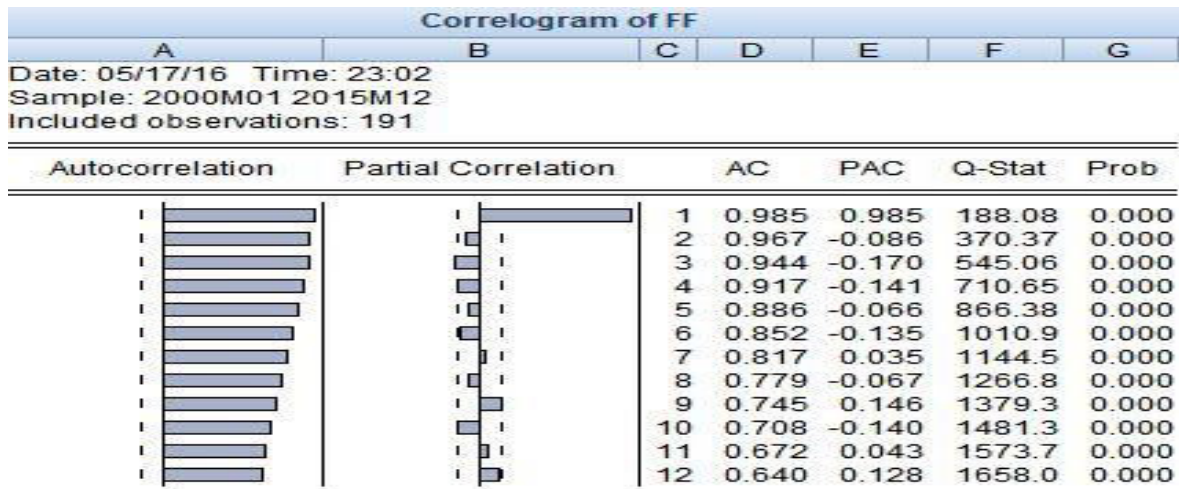 Correlogram of FF
A B C D E F G
Date: 05/17/16 Time: 23:02
Sample: 2000M01 2015M12
Included observations: 191
Autocorrelation Partial Correlation AC PAC Q-Stat Prob
1 0.985 0.985 188.08 0.000
2 0.967 -0.086 370.37 0.000
3 0.944 -0.170 545.06 0.000
4 0.917 -0.141 710.65 0.000
5 0.886 -0.066 866.38 0.000
6 0.852 -0.135 1010.9 0.000
7 0.817 0.035 1144.5 0.000
8 0.779 -0.067 1266.8 0.000
9 0.745 0.146 1379.3 0.000
10 0.708 -0.140 1481.3 0.000
11 0.672 0.043 1573.7 0.000
12 0.640 0.128 1658.0 0.000